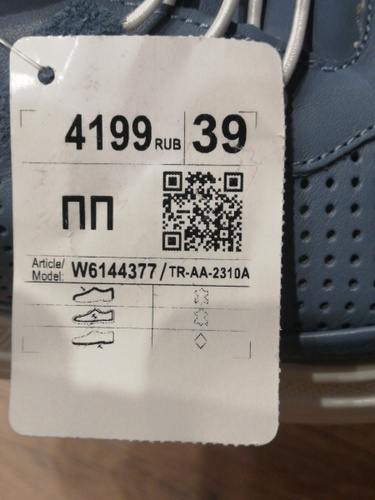 4199 RUB 39
ПП
Article/
Model: W6144377 / TR-AA-2310A